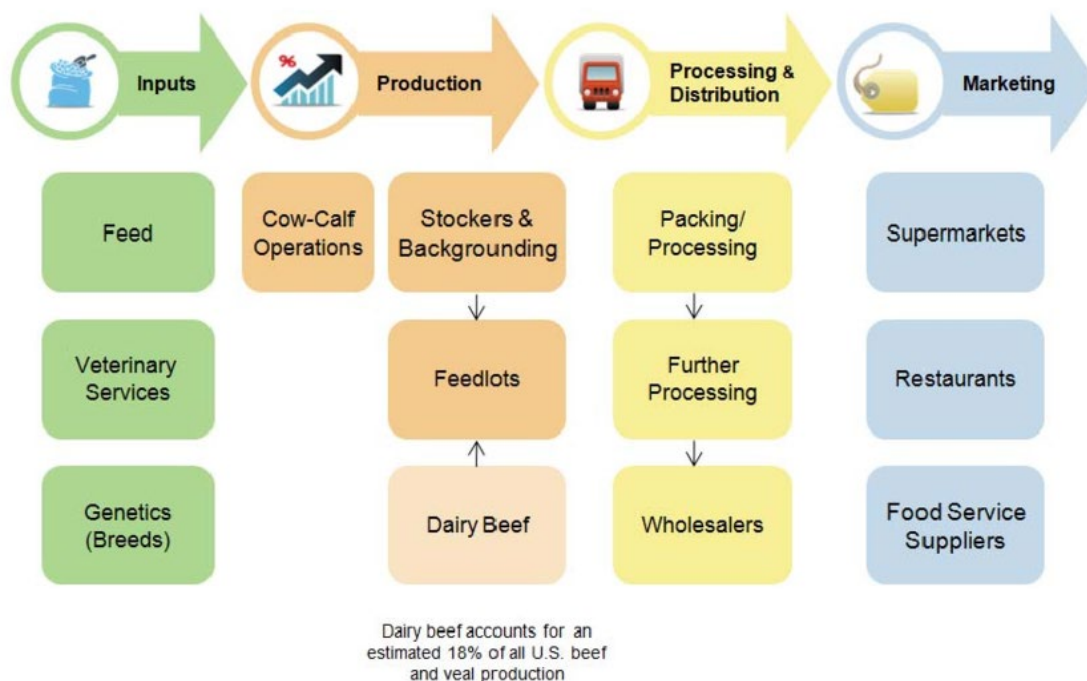 Inputs
%
Production
Processing &
Distribution
Marketing
Feed
Cow-Calf
Operations
Stockers &
Backgrounding
Packing/
Processing
Supermarkets
Veterinary
Services
Feedlots
Further
Processing
Restaurants
Genetics
(Breeds)
Dairy Beef
Wholesalers
Food Service
Suppliers
Dairy beef accounts for an
estimated 18% of all U.S. beef
and veal production